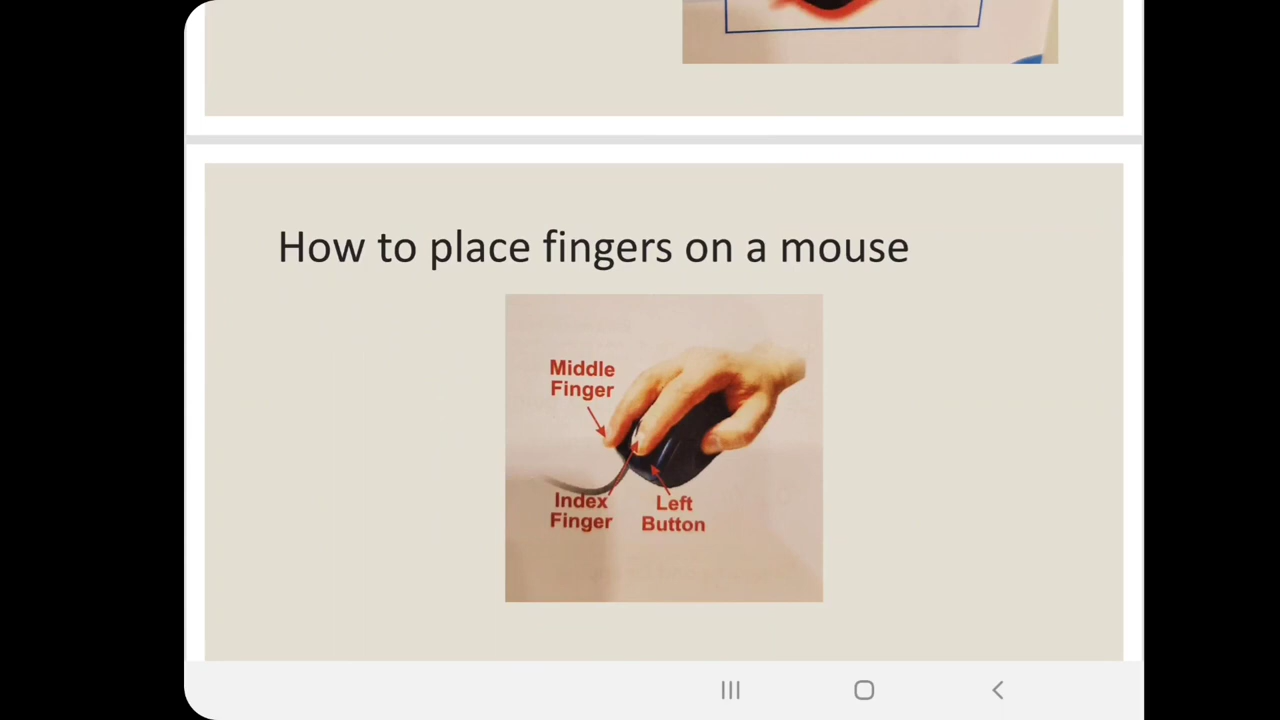 How to place fingers on a mouse
Middle
Finger
Index
Finger
Left
Button